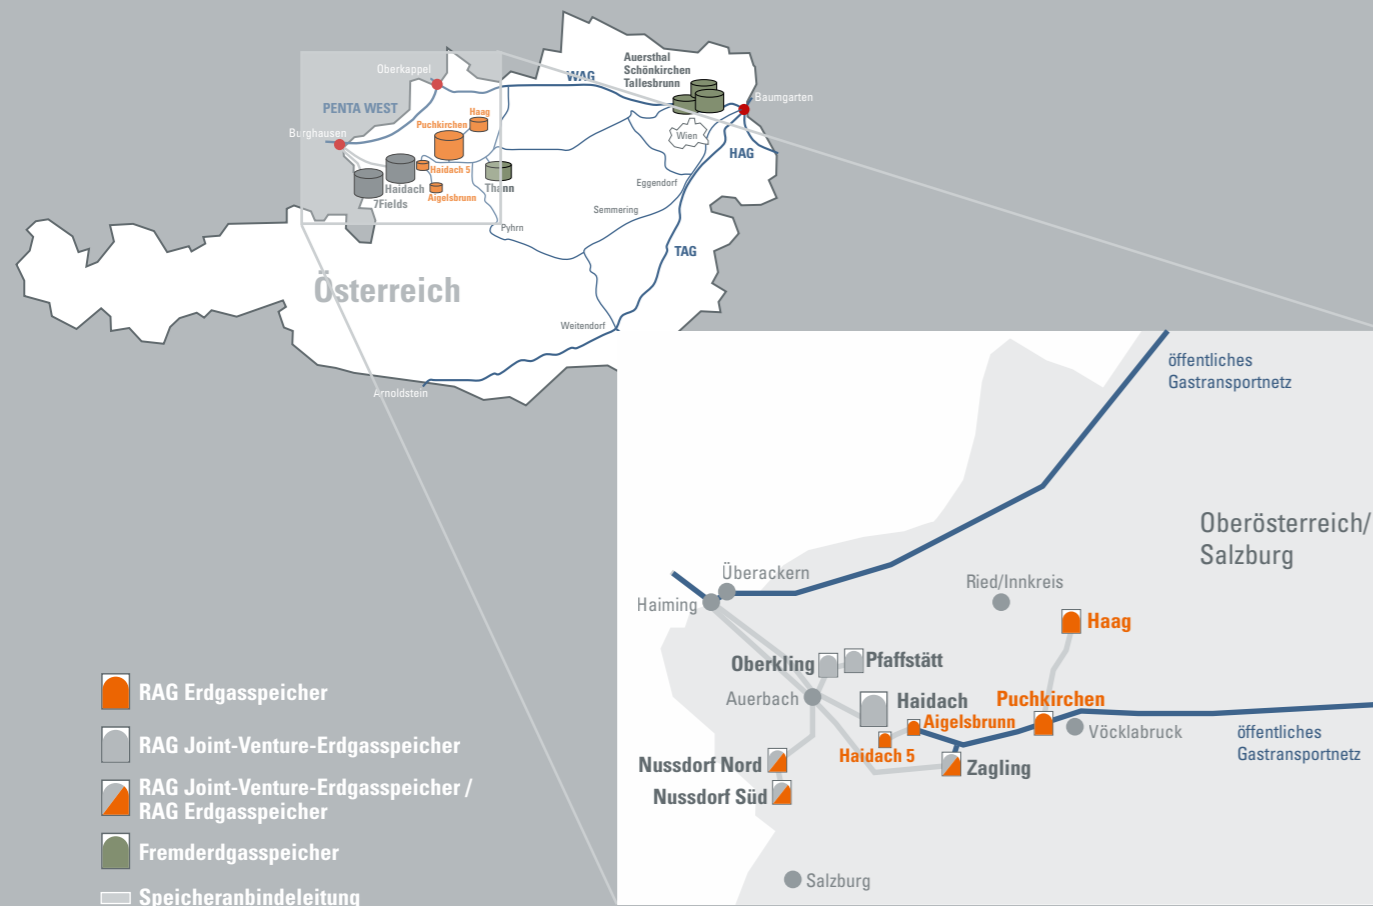 Auersthal
Schönkirchen
Tallesbrunn
Oberkappel
WAG
Baumgarten
PENTA WEST
Haag
Puchkirchen
Burghausen
Wien
HAG
Haidach 5
Haidach
Thann
Aigelsbrunn
7Fields
Eggendorf
Semmering
Pyhrn
TAG
Österreich
Weitendorf
Arnoldstein
öffentliches
Gastransportnetz
Oberösterreich/
Salzburg
Überackern
Haiming
Ried/Innkreis
Haag
Oberkling
Pfaffstätt
Auerbach
Haidach
Puchkirchen
Aigelsbrunn
Vöcklabruck
öffentliches
Gastransportnetz
Haidach 5
Nussdorf Nord
Zagling
Nussdorf Süd
Salzburg
RAG Erdgasspeicher
RAG Joint-Venture-Erdgasspeicher
RAG Joint-Venture-Erdgasspeicher /
RAG Erdgasspeicher
Fremderdgasspeicher
Speicheranbindeleitung